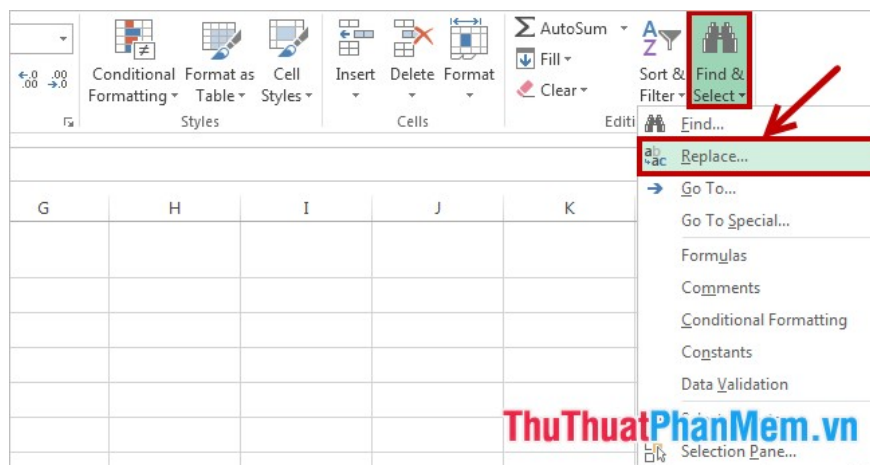 AutoSum
Fill
Clear
Conditional Formatting
Format as Table
Cell Styles
Insert
Delete
Format
Sort & Filter
Find & Select
Styles
Cells
Editi
Find...
Replace...
Go To...
Go To Special...
Formulas
Comments
Conditional Formatting
Constants
Data Validation
Selection Pane...
G H I J K
ThuThuatPhanMem.vn